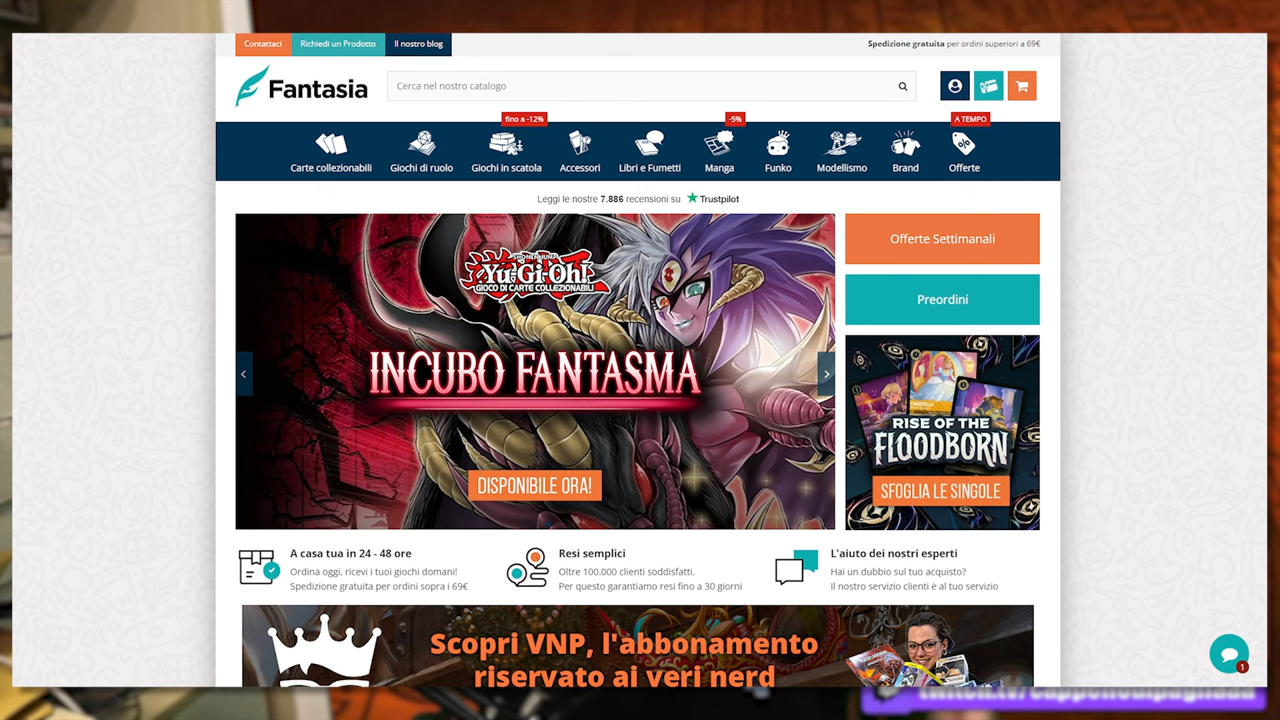 Contattaci
Richiedi un Prodotto
Il nostro blog
Spedizione gratuita per ordini superiori a 69€
Fantasia
Cerca nel nostro catalogo
fino a -12%
-5%
A TEMPO
Carte collezionabili
Giochi di ruolo
Giochi in scatola
Accessori
Libri e Fumetti
Manga
Funko
Modellismo
Brand
Offerte
Leggi le nostre 7.886 recensioni su Trustpilot
Yu-Gi-Oh!
GIOCO DI CARTE COLLEZIONABILI
INCUBO FANTASMA
DISPONIBILE ORA!
Offerte Settimanali
Preordini
RISE OF THE
FLOODBORN
SFOGLIA LE SINGOLE
A casa tua in 24 - 48 ore
Ordina oggi, ricevi i tuoi giochi domani!
Spedizione gratuita per ordini sopra i 69€
Resi semplici
Oltre 100.000 clienti soddisfatti.
Per questo garantiamo resi fino a 30 giorni
L'aiuto dei nostri esperti
Hai un dubbio sul tuo acquisto?
Il nostro servizio clienti è al tuo servizio
Scopri VNP, l'abbonamento
riservato ai veri nerd
1